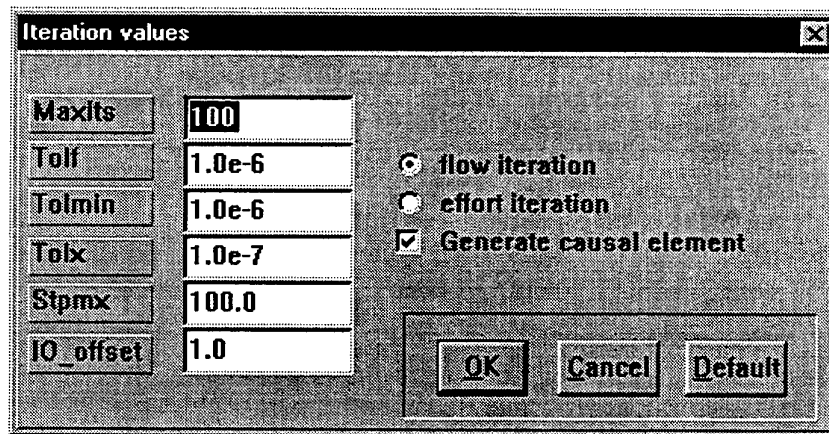 Iteration values
MaxIts 100
Tolf 1.0e-6
Tolmin 1.0e-6
Tolx 1.0e-7
Stpmx 100.0
IO_offset 1.0
flow iteration
effort iteration
Generate causal element
OK Cancel Default